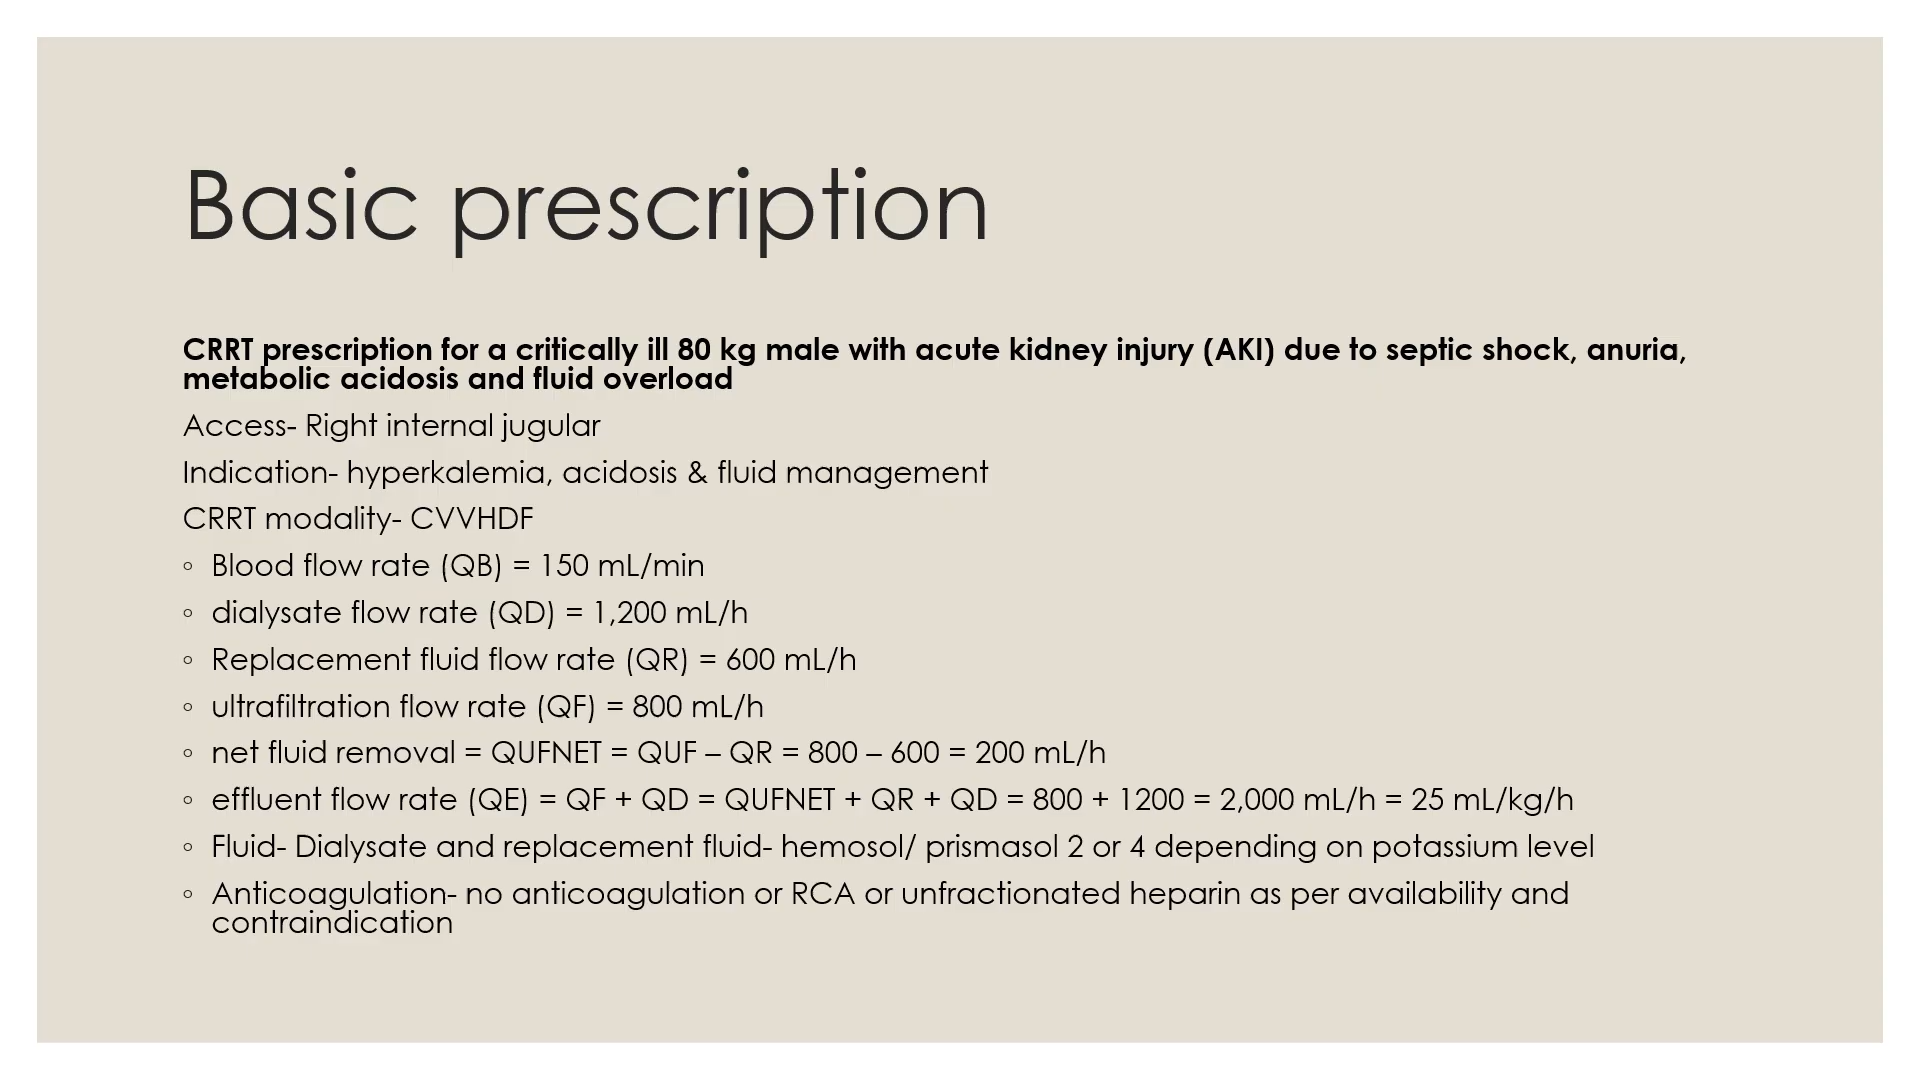 Basic prescription
CRRT prescription for a critically ill 80 kg male with acute kidney injury (AKI) due to septic shock, anuria,
metabolic acidosis and fluid overload
Access- Right internal jugular
Indication- hyperkalemia, acidosis & fluid management
CRRT modality- CVVHDF
◦ Blood flow rate (QB) = 150 mL/min
◦ dialysate flow rate (QD) = 1,200 mL/h
◦ Replacement fluid flow rate (QR) = 600 mL/h
◦ ultrafiltration flow rate (QF) = 800 mL/h
◦ net fluid removal = QUFNET = QUF – QR = 800 – 600 = 200 mL/h
◦ effluent flow rate (QE) = QF + QD = QUFNET + QR + QD = 800 + 1200 = 2,000 mL/h = 25 mL/kg/h
◦ Fluid- Dialysate and replacement fluid- hemosol/ prismasol 2 or 4 depending on potassium level
◦ Anticoagulation- no anticoagulation or RCA or unfractionated heparin as per availability and
contraindication